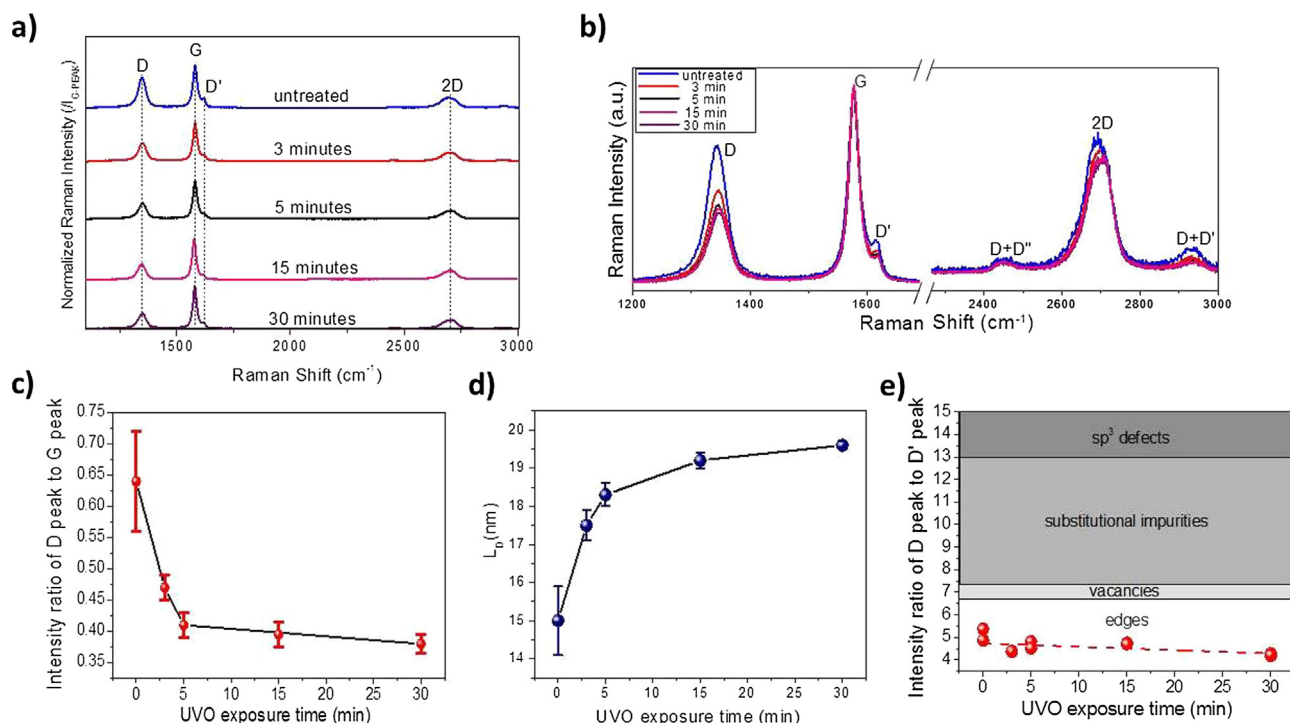 a)
Normalized Raman Intensity (/I_G-PEAK)
D
G
D'
2D
untreated
3 minutes
5 minutes
15 minutes
30 minutes
1500 2000 2500 3000
Raman Shift (cm⁻¹)
b)
Raman Intensity (a.u.)
untreated
3 min
5 min
15 min
30 min
D
G
D'
D+D"
2D
D+D'
1200 1400 1600 2400 2600 2800 3000
Raman Shift (cm⁻¹)
c)
Intensity ratio of D peak to G peak
0.75
0.70
0.65
0.60
0.55
0.50
0.45
0.40
0.35
0 5 10 15 20 25 30
UVO exposure time (min)
d)
L_D (nm)
20
19
18
17
16
15
14
0 5 10 15 20 25 30
UVO exposure time (min)
e)
Intensity ratio of D peak to D' peak
15
14
13
12
11
10
9
8
7
6
5
4
sp³ defects
substitutional impurities
vacancies
edges
0 5 10 15 20 25 30
UVO exposure time (min)